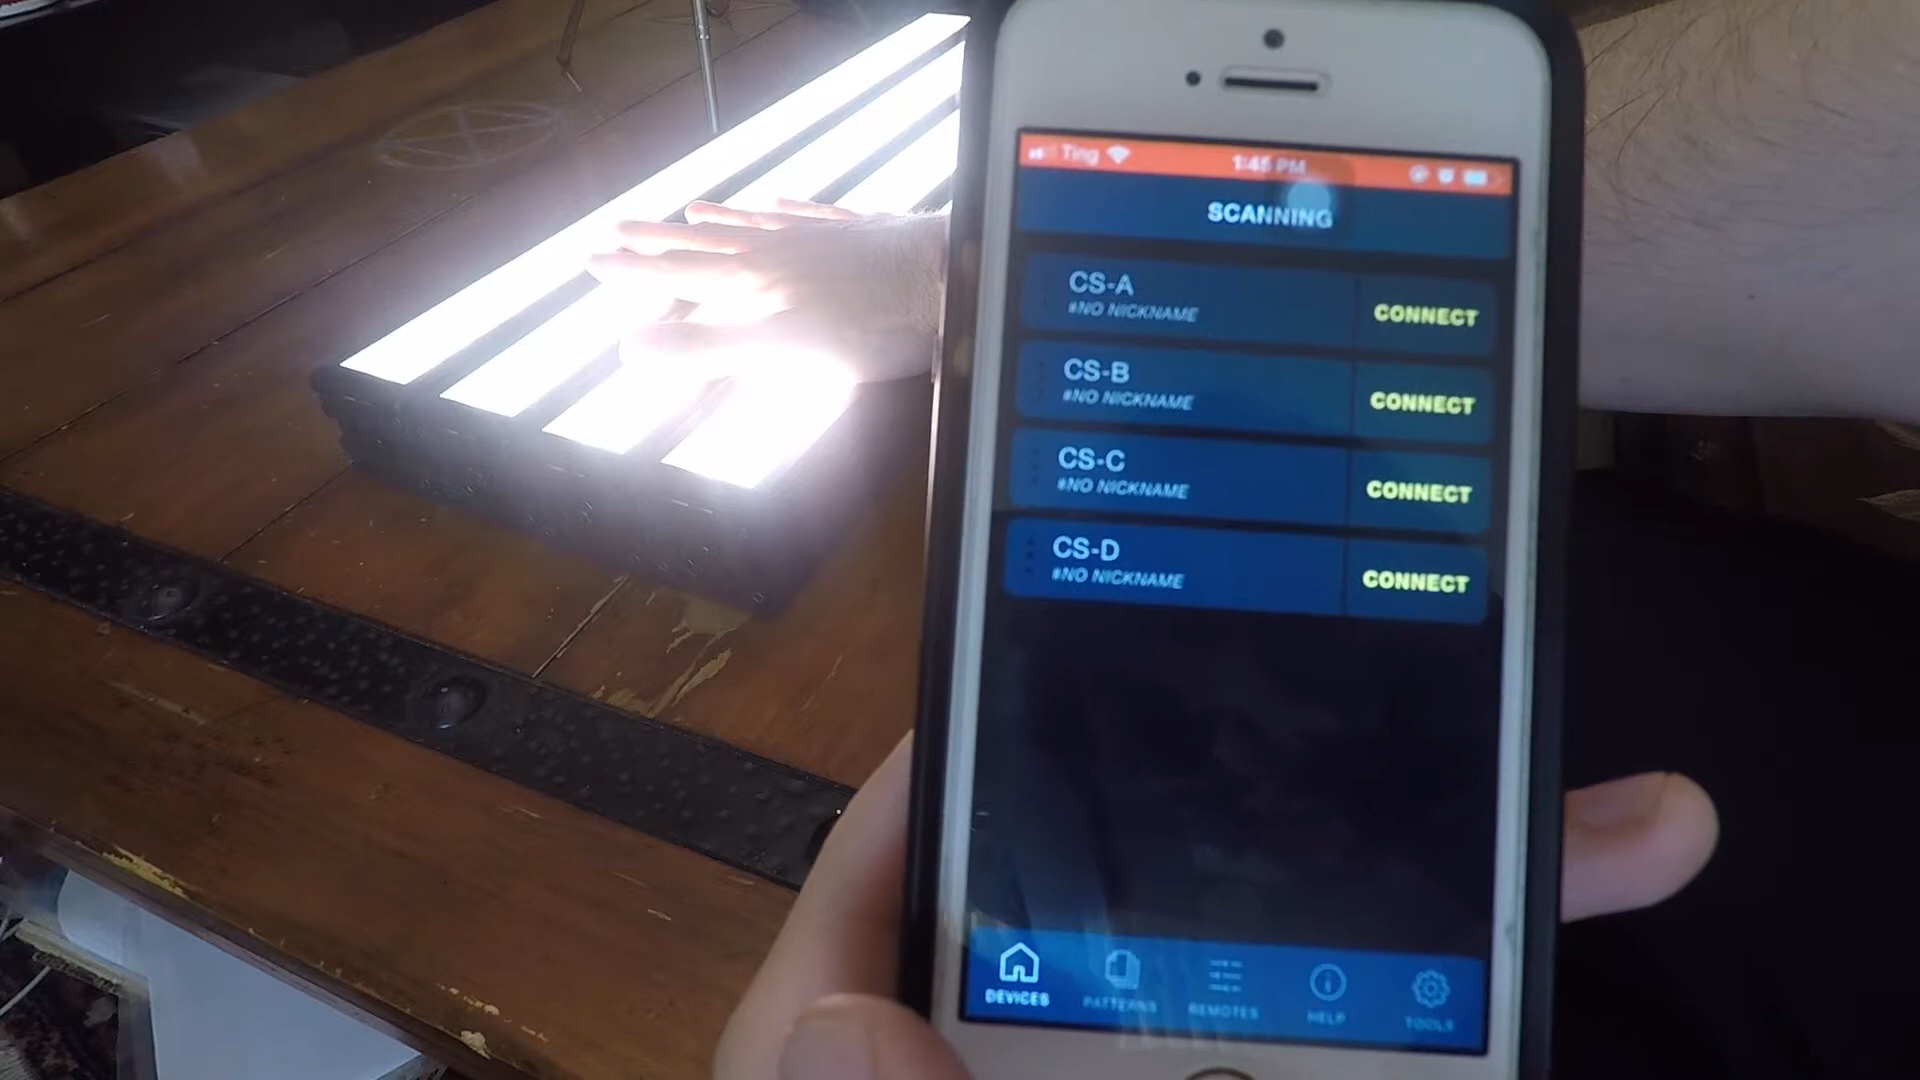 Ting 1:45 PM
SCANNING
CS-A
#NO NICKNAME
CONNECT
CS-B
#NO NICKNAME
CONNECT
CS-C
#NO NICKNAME
CONNECT
CS-D
#NO NICKNAME
CONNECT
DEVICES PATTERNS REMOTES HELP TOOLS